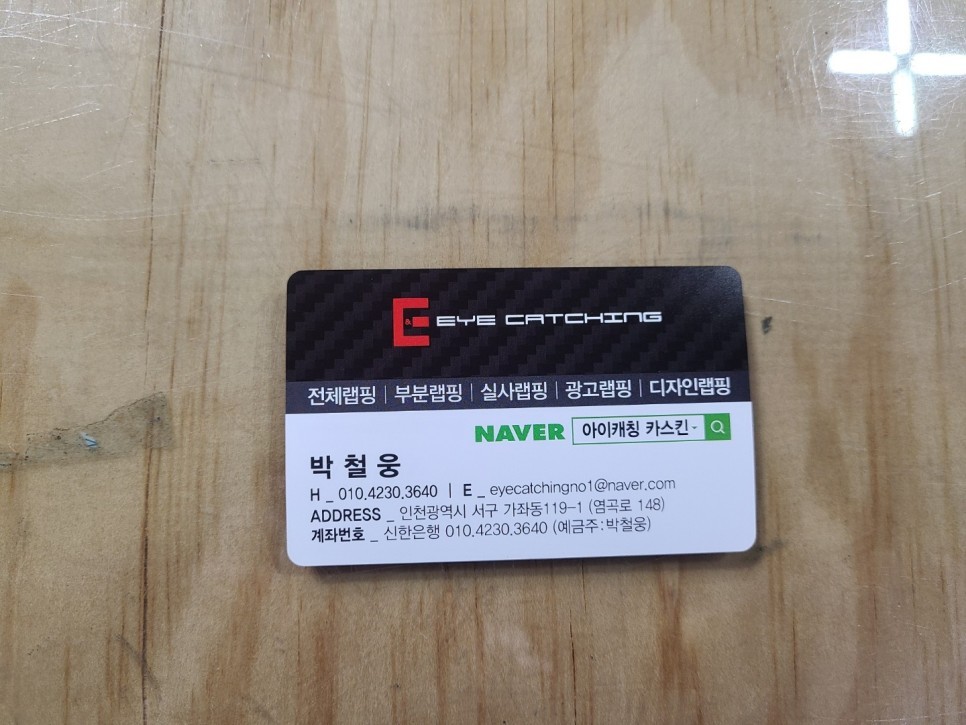 E&E EYE CATCHING
전체랩핑 | 부분랩핑 | 실사랩핑 | 광고랩핑 | 디자인랩핑
NAVER 아이캐칭 카스킨
박철웅
H _ 010.4230.3640 | E _ eyecatchingno1@naver.com
ADDRESS _ 인천광역시 서구 가좌동119-1 (염곡로 148)
계좌번호 _ 신한은행 010.4230.3640 (예금주:박철웅)